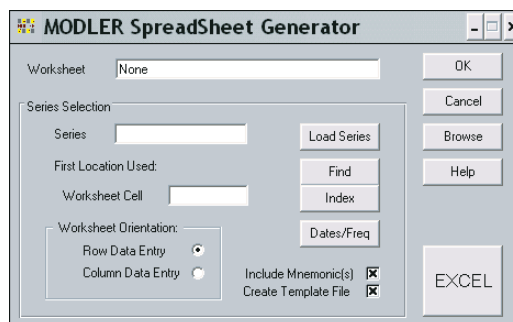 MODLER SpreadSheet Generator
Worksheet None OK
Cancel
Series Selection
Series Load Series Browse
First Location Used: Find Help
Worksheet Cell Index
Worksheet Orientation: Dates/Freq
Row Data Entry
Column Data Entry Include Mnemonic(s)
Create Template File
EXCEL